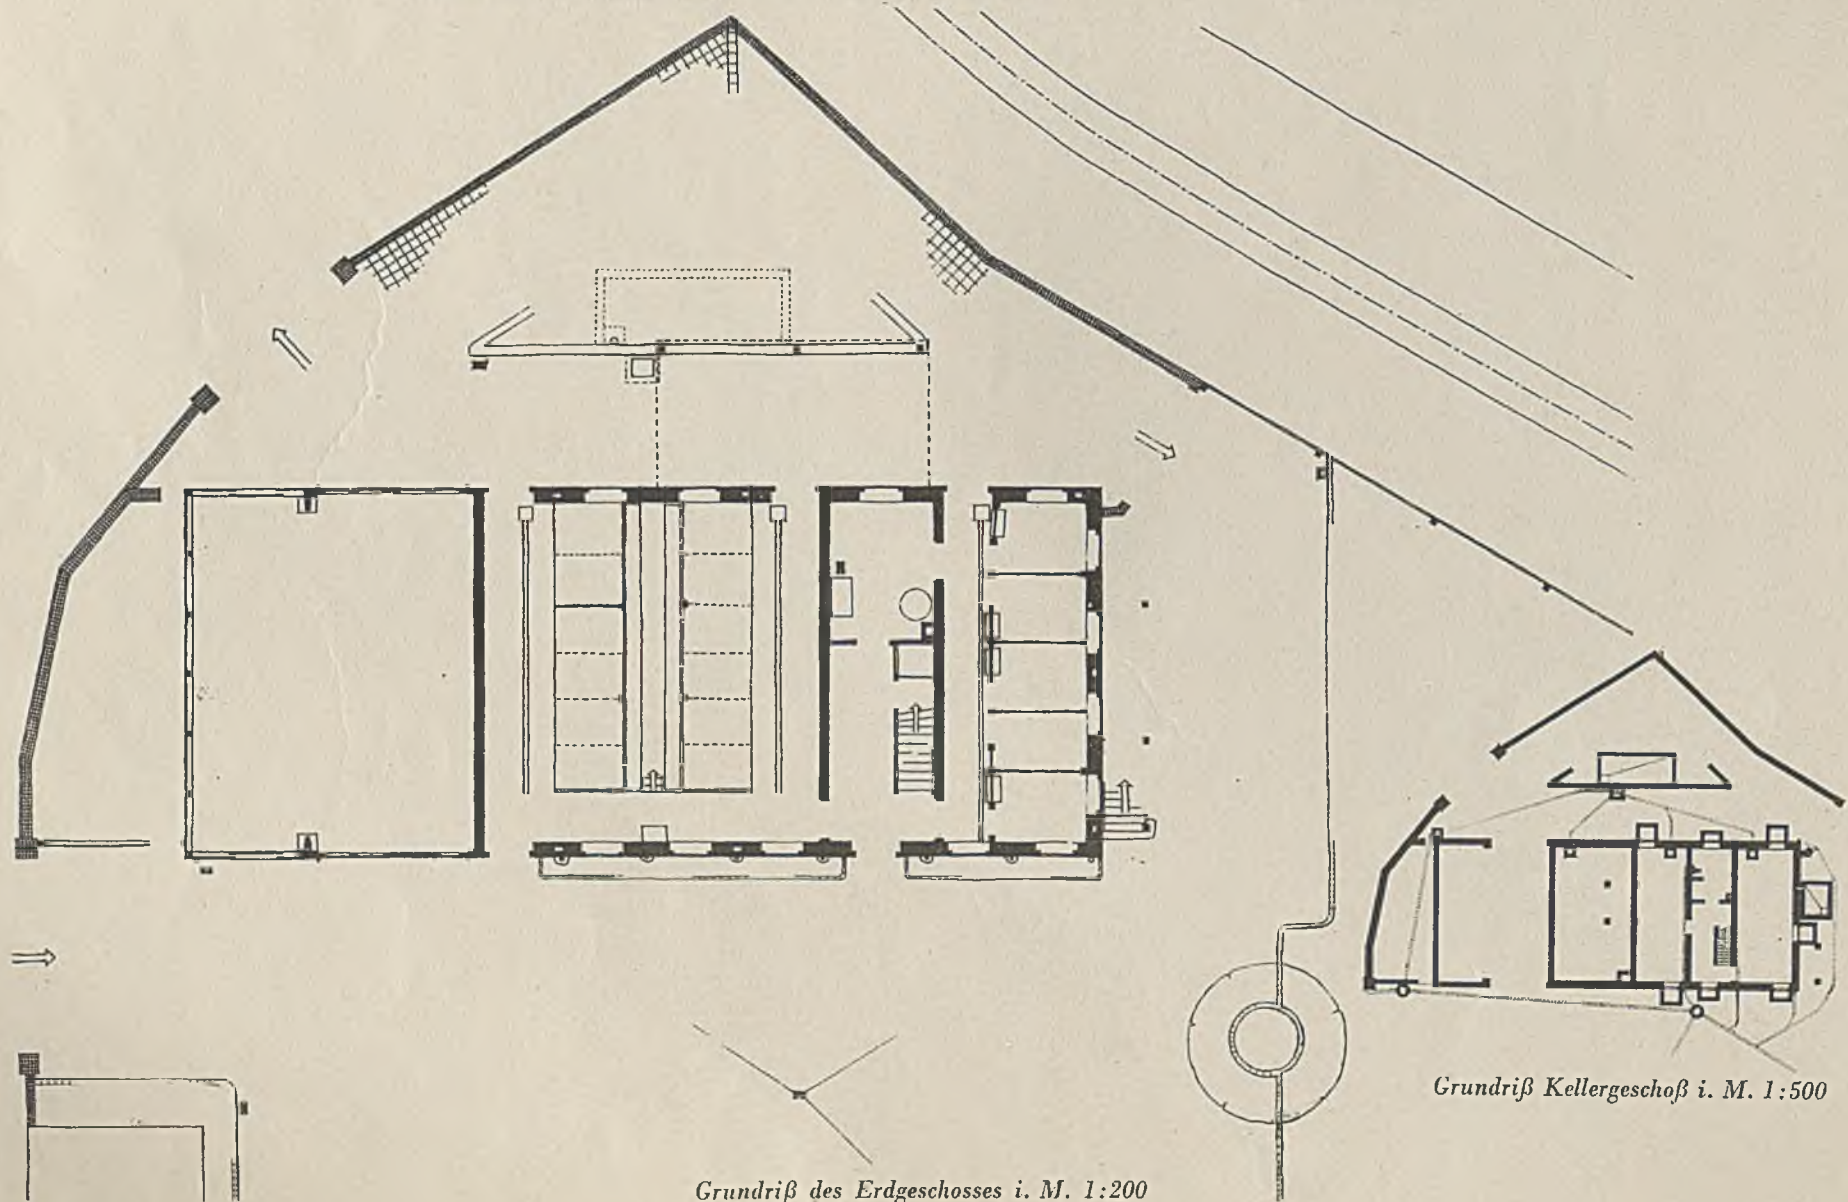 Grundriß Kellergeschoß i. M. 1:500
Grundriß des Erdgeschosses i. M. 1:200